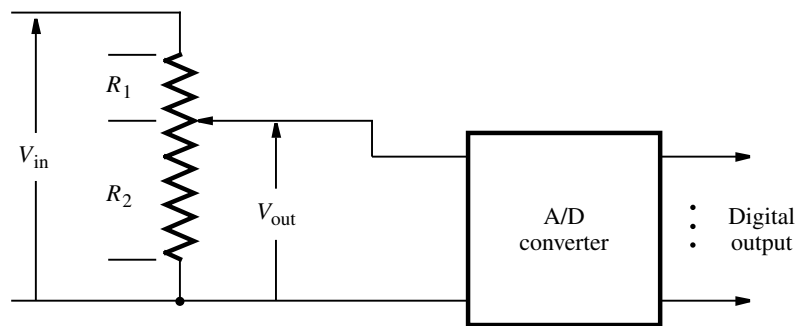 R1
Vin
R2
Vout
A/D
converter
Digital
output